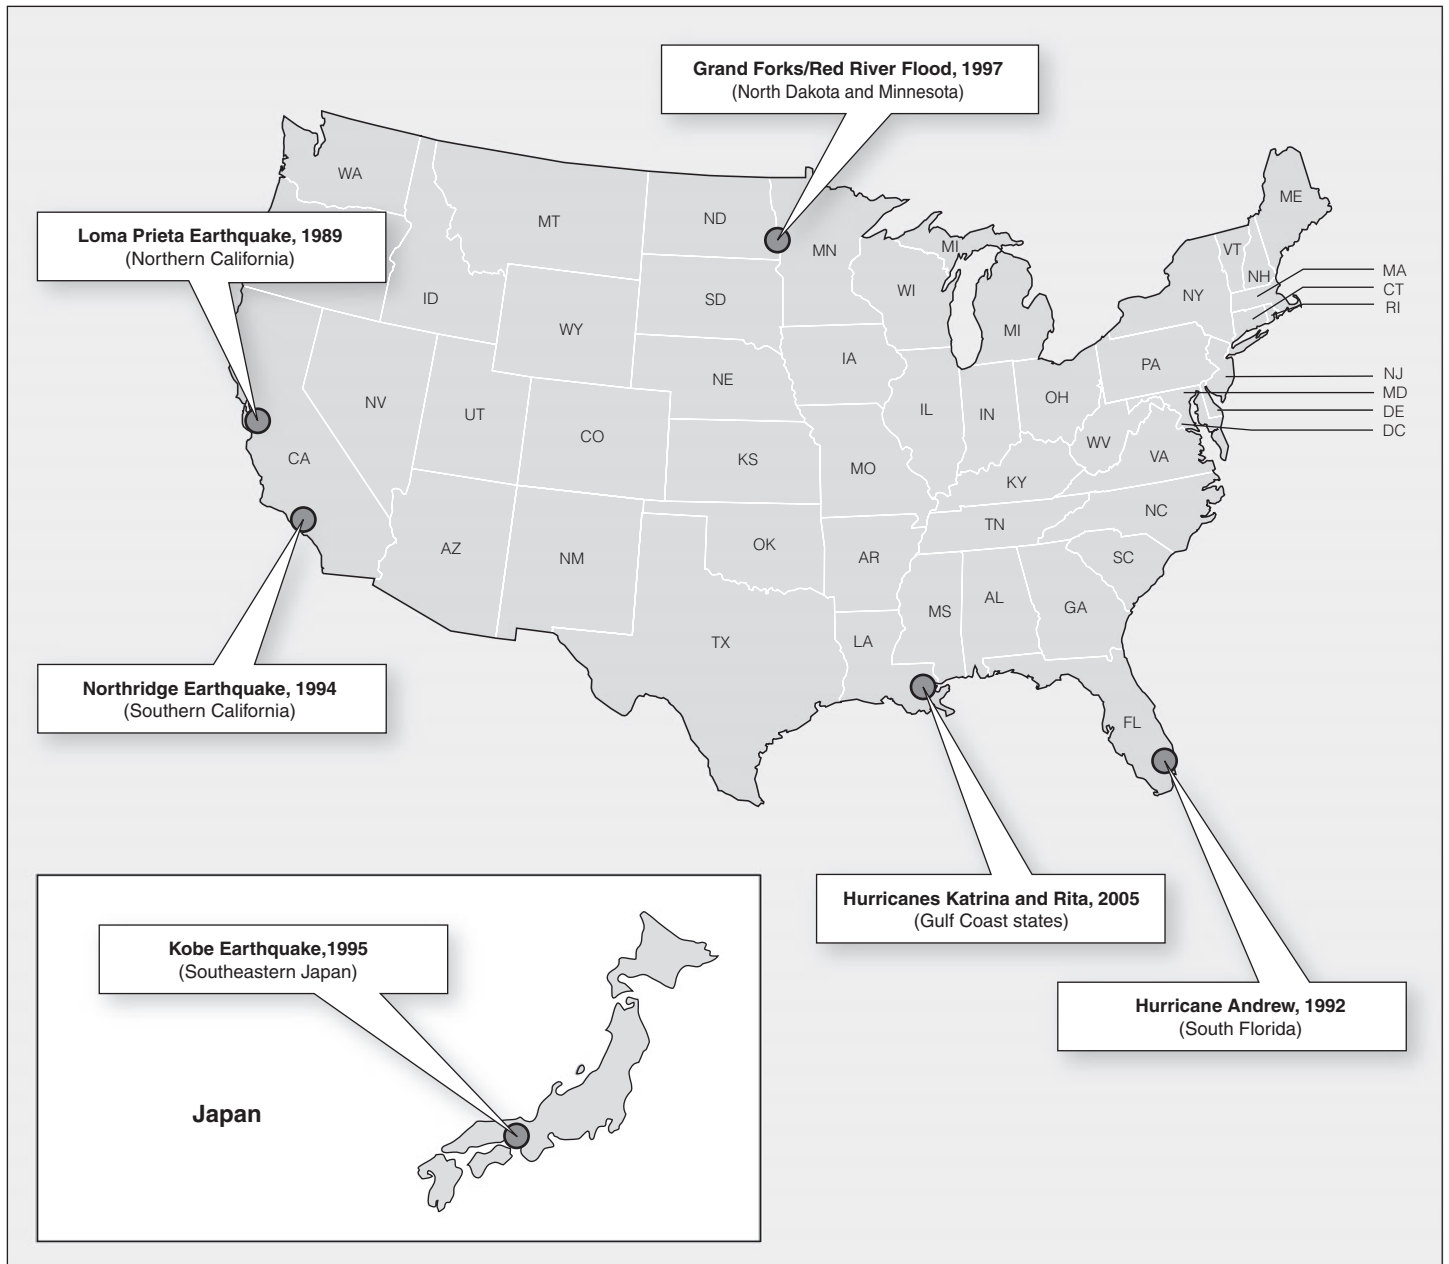 Grand Forks/Red River Flood, 1997
(North Dakota and Minnesota)
Loma Prieta Earthquake, 1989
(Northern California)
WA
MT
ND
MN
ID
SD
WY
WI
MI
MI
ME
VT
NH
NY
MA
CT
RI
NJ
MD
DE
DC
PA
NV
UT
CO
NE
IA
IL
IN
OH
WV
VA
CA
KS
MO
KY
AZ
NM
OK
AR
TN
NC
SC
TX
LA
MS
AL
GA
FL
Northridge Earthquake, 1994
(Southern California)
Hurricanes Katrina and Rita, 2005
(Gulf Coast states)
Hurricane Andrew, 1992
(South Florida)
Kobe Earthquake,1995
(Southeastern Japan)
Japan